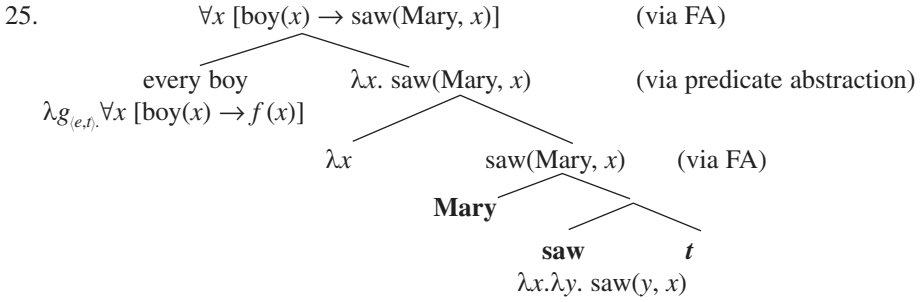 25. ∀x [boy(x) → saw(Mary, x)] (via FA)
every boy λx. saw(Mary, x) (via predicate abstraction)
λg⟨e,t⟩.∀x [boy(x) → f(x)]
λx saw(Mary, x) (via FA)
Mary
saw t
λx.λy. saw(y, x)